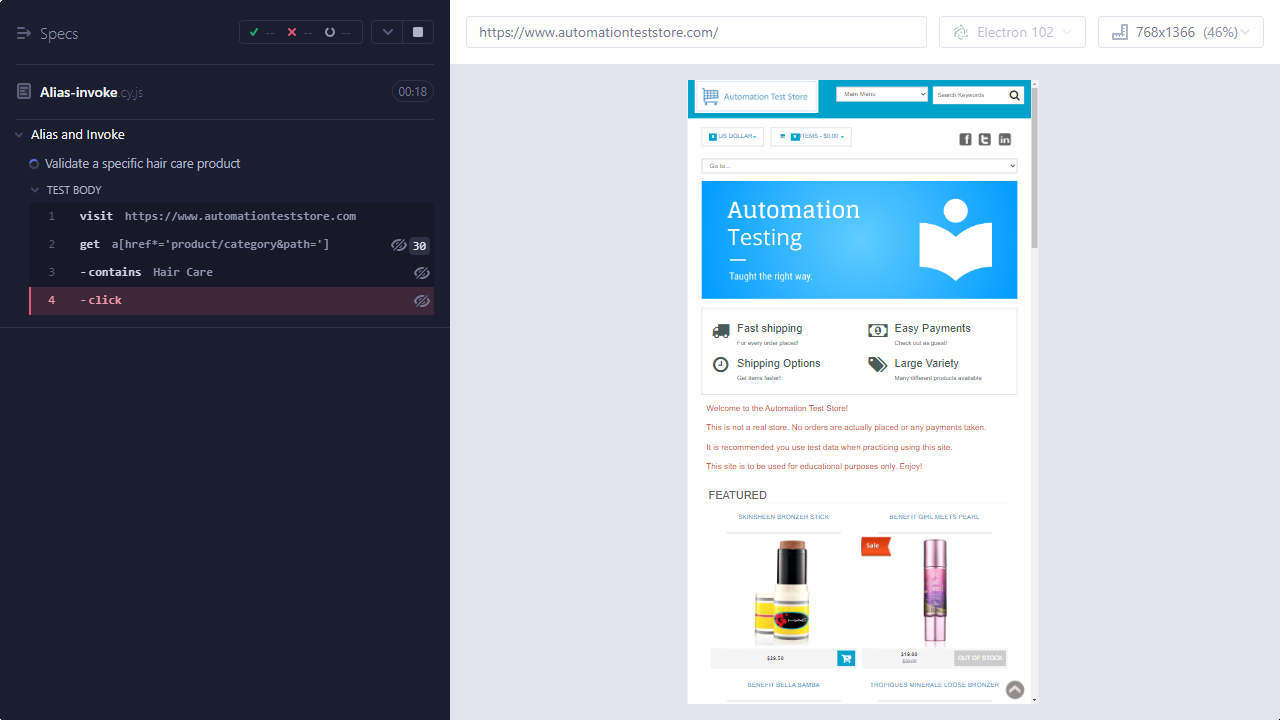 Specs
--
--
--
https://www.automationteststore.com/
Electron 102
768x1366 (46%)
Alias-invoke.cy.js
00:18
Alias and Invoke
Validate a specific hair care product
TEST BODY
1 visit https://www.automationteststore.com
2 get a[href*='product/category&path='] 30
3 -contains Hair Care
4 -click
Automation Test Store
Main Menu
Search Keywords
US DOLLAR
ITEMS - $0.00
Go to...
Automation
Testing
Taught the right way.
Fast shipping
For every order placed!
Easy Payments
Check out as guest!
Shipping Options
Get items faster!
Large Variety
Many different products available
Welcome to the Automation Test Store!
This is not a real store. No orders are actually placed or any payments taken.
It is recommended you use test data when practicing using this site.
This site is to be used for educational purposes only. Enjoy!
FEATURED
SKINSHEEN BRONZER STICK
BENEFIT GIRL MEETS PEARL
Sale
MAC
$29.50
$19.00
$30.00
OUT OF STOCK
BENEFIT BELLA BAMBA
TROPIQUES MINERALE LOOSE BRONZER